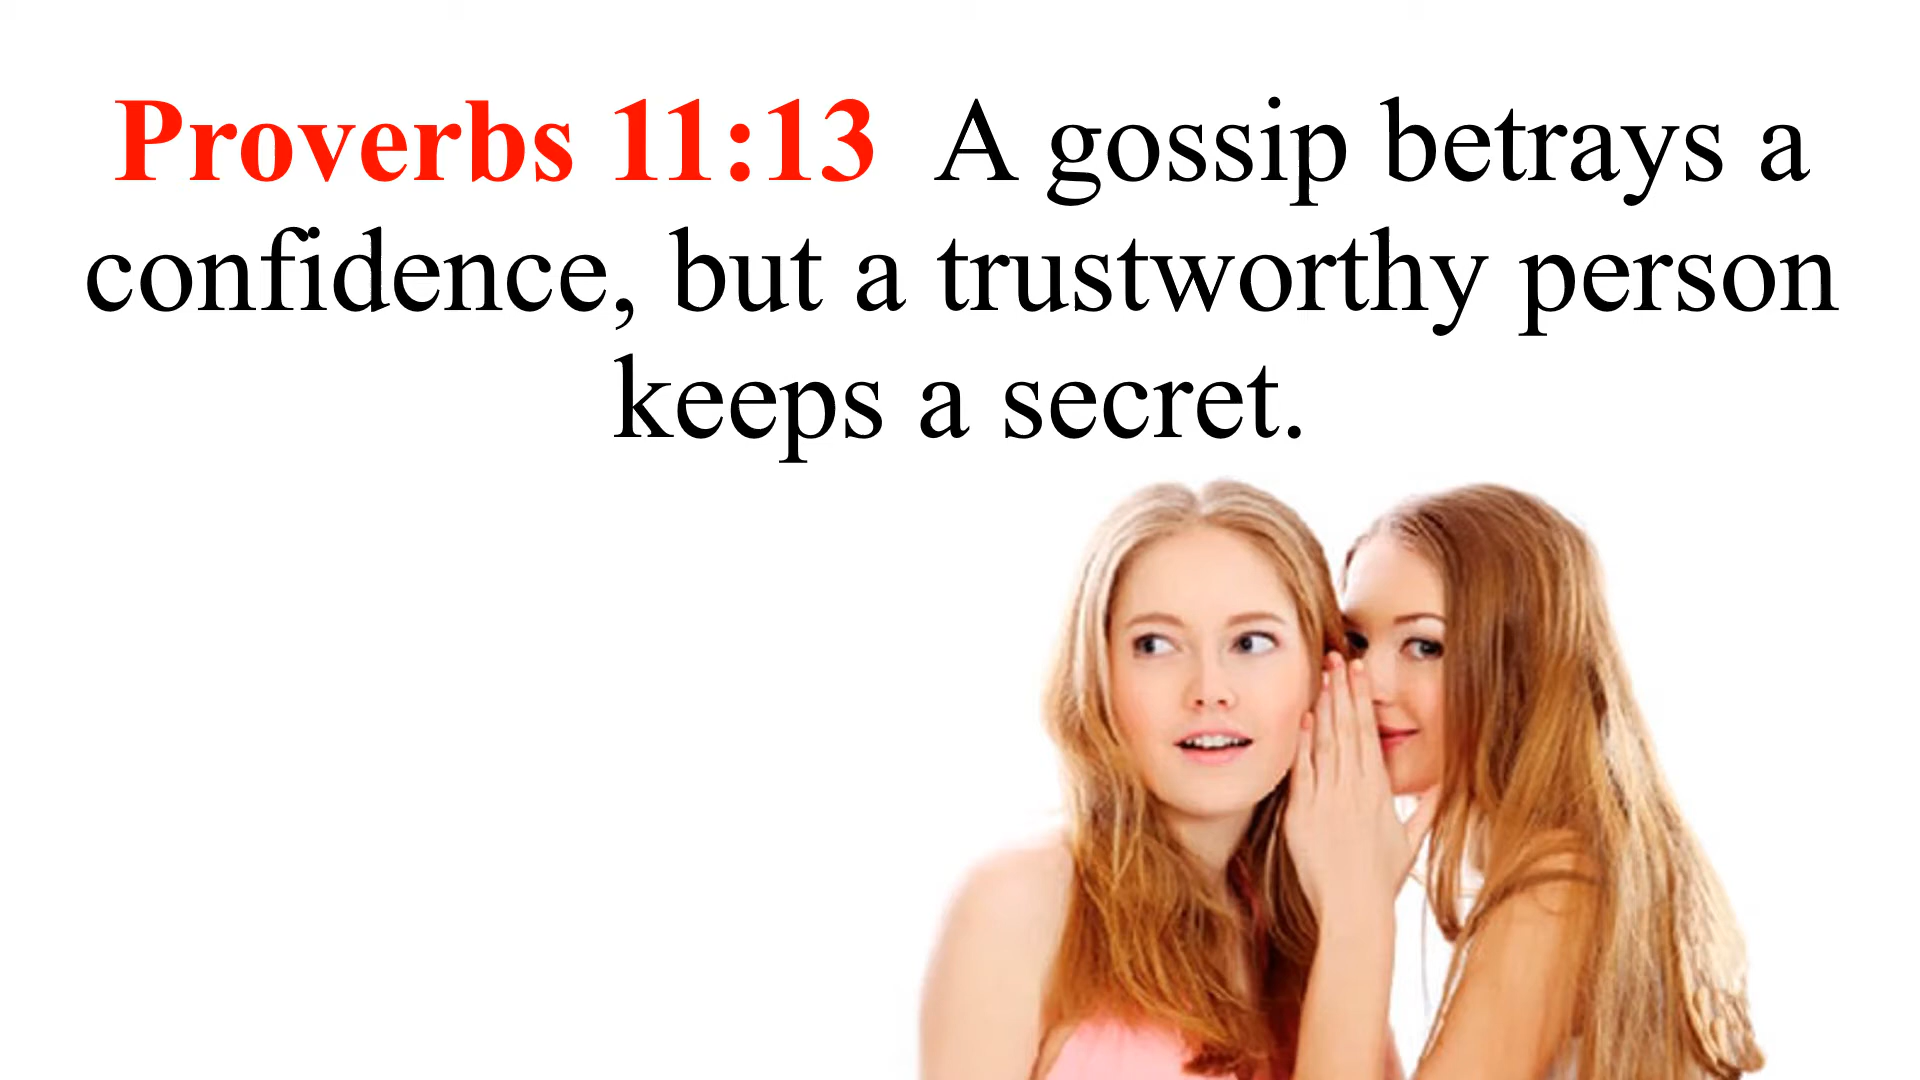 Proverbs 11:13  A gossip betrays a
confidence, but a trustworthy person
keeps a secret.